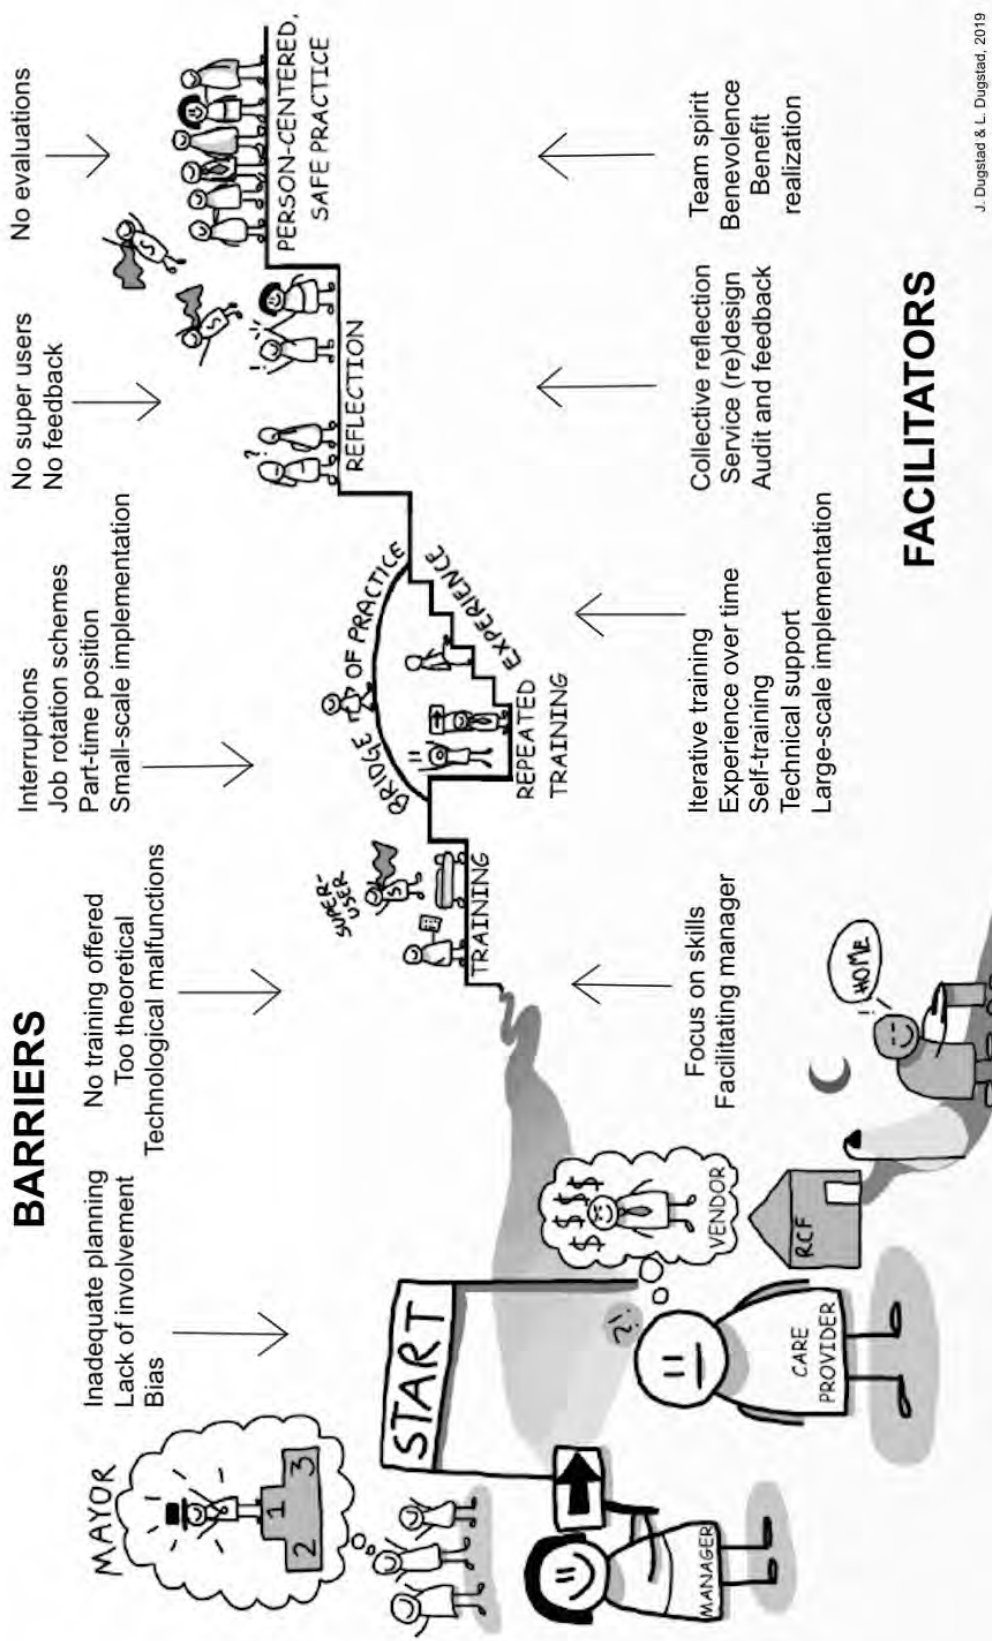 BARRIERS
Inadequate planning
Lack of involvement
Bias
No training offered
Too theoretical
Technological malfunctions
Interruptions
Job rotation schemes
Part-time position
Small-scale implementation
No super users
No feedback
No evaluations
MAYOR
1
2
3
START
?!
MANAGER
CARE
PROVIDER
$ $ $ $
$ $
VENDOR
RCF
! HOME
SUPER-
USER
S
TRAINING
BRIDGE OF PRACTICE
EXPERIENCE
REPEATED
TRAINING
?
!
S
S
REFLECTION
PERSON-CENTERED,
SAFE PRACTICE
Focus on skills
Facilitating manager
Iterative training
Experience over time
Self-training
Technical support
Large-scale implementation
Collective reflection
Service (re)design
Audit and feedback
Team spirit
Benevolence
Benefit
realization
FACILITATORS
J. Dugstad & L. Dugstad, 2019